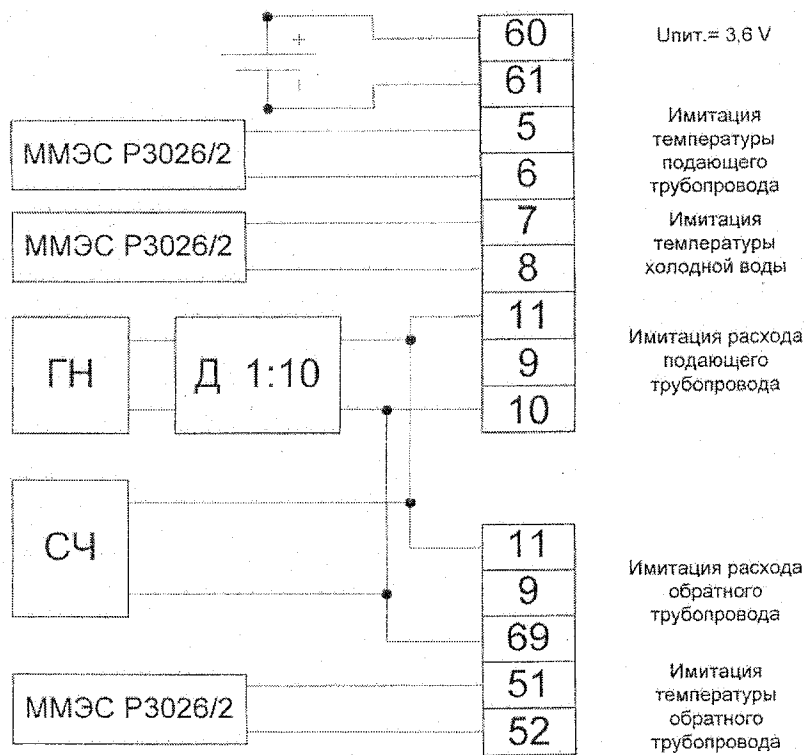 60
Uпит.= 3,6 V
+
61
ММЭС Р3026/2
5
6
Имитация
температуры
подающего
трубопровода
ММЭС Р3026/2
7
8
Имитация
температуры
холодной воды
ГН
Д 1:10
11
9
10
Имитация расхода
подающего
трубопровода
СЧ
11
9
69
Имитация расхода
обратного
трубопровода
ММЭС Р3026/2
51
52
Имитация
температуры
обратного
трубопровода